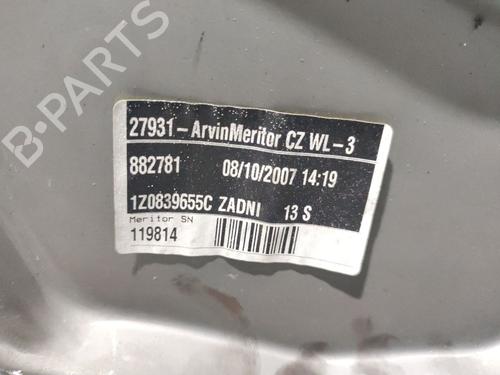 27931-ArvinMeritor CZ WL-3
882781 08/10/2007 14:19
1Z0839655C ZADNI 13 S
Meritor SN
119814
B-PARTS